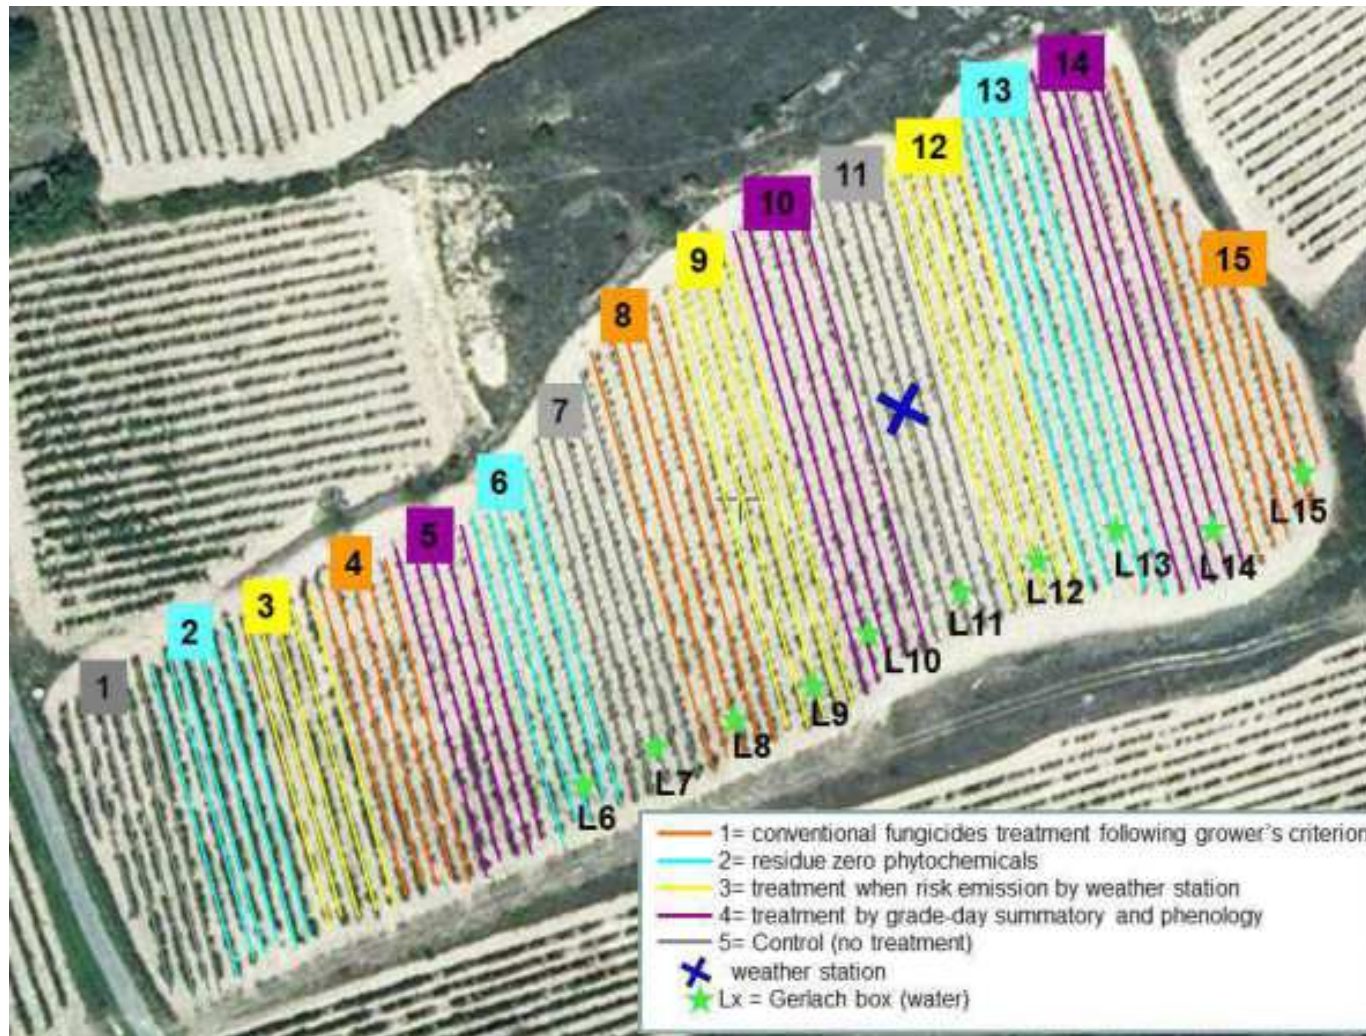 14
13
12
11
10
9
15
8
7
6
5
4
3
2
1
L15
L14
L13
L12
L11
L10
L9
L8
L7
L6
1= conventional fungicides treatment following grower's criterion
2= residue zero phytochemicals
3= treatment when risk emission by weather station
4= treatment by grade-day summatory and phenology
5= Control (no treatment)
weather station
Lx = Gerlach box (water)